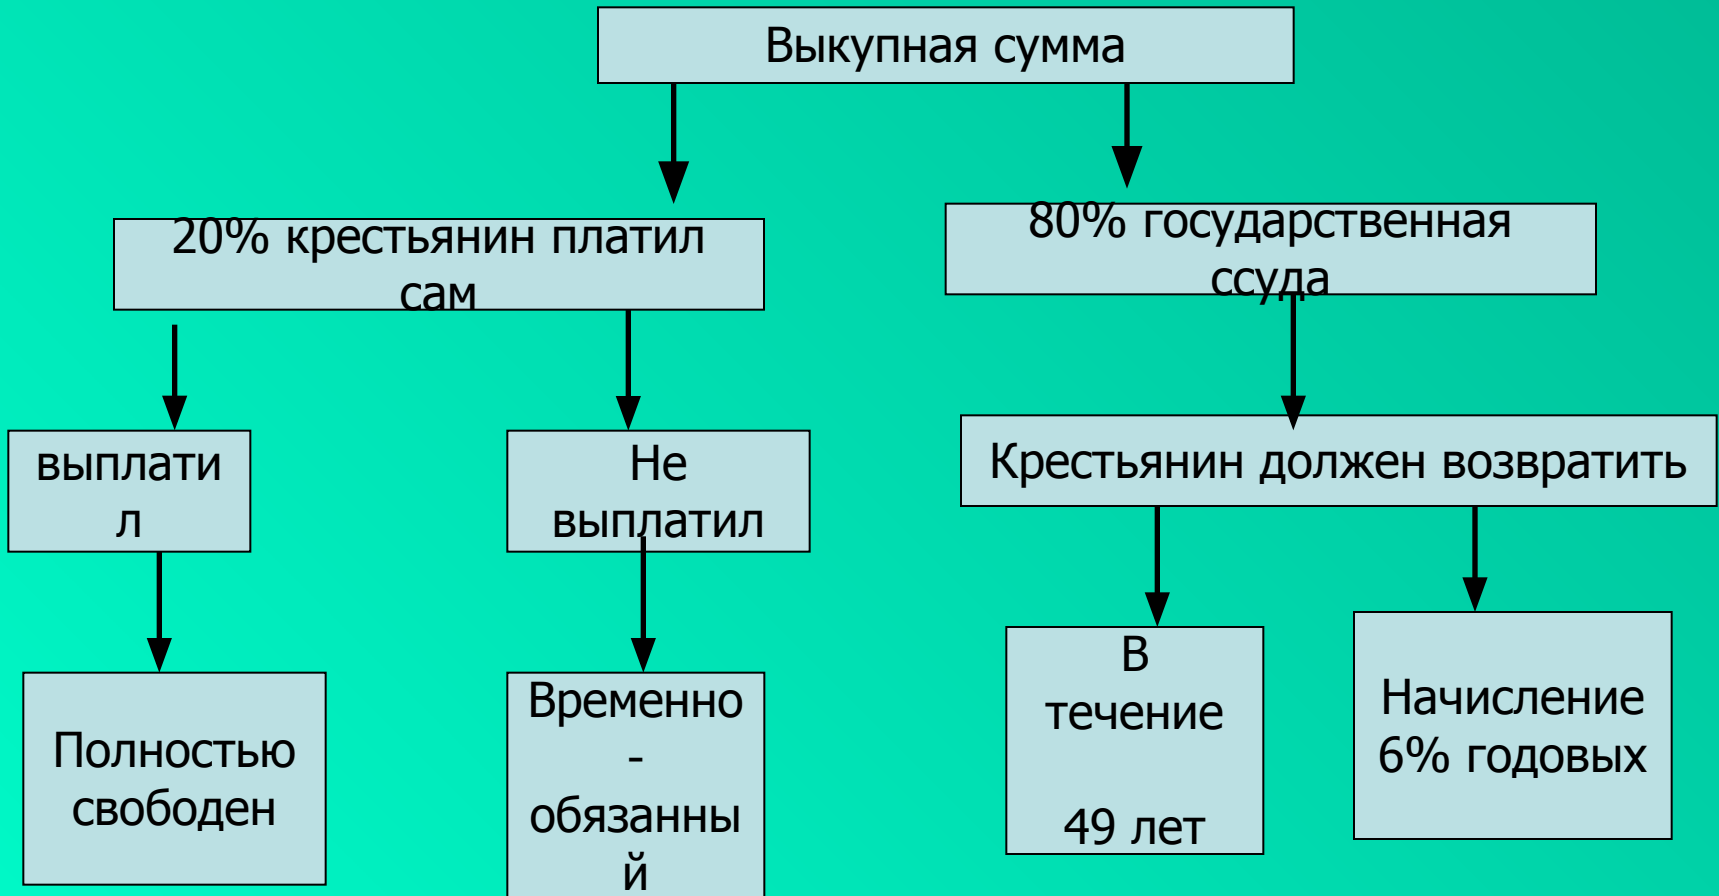 Выкупная сумма
20% крестьянин платил
сам
80% государственная
ссуда
выплати
л
Не
выплатил
Крестьянин должен возвратить
Полностью
свободен
Временно
-
обязанны
й
В
течение
49 лет
Начисление
6% годовых